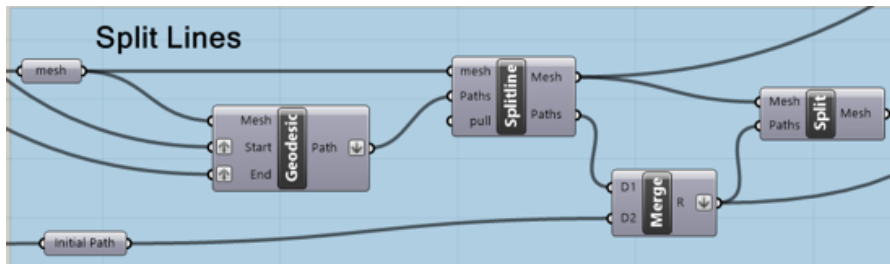 Split Lines
mesh
Mesh
Start
End
Geodesic
Path
mesh
Paths
pull
Splitline
Mesh
Paths
Mesh
Paths
Split
Mesh
D1
D2
Merge
R
Initial Path